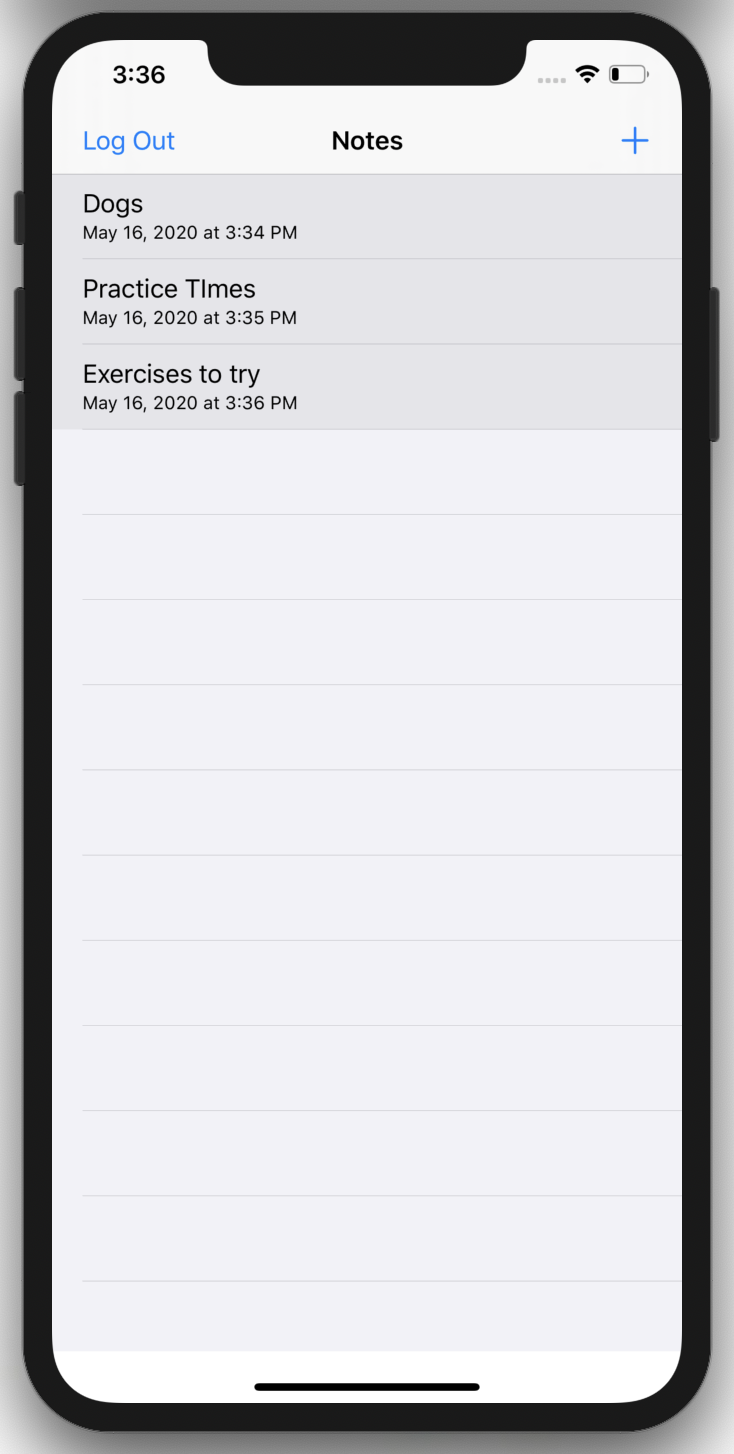 3:36
Log Out Notes +
Dogs
May 16, 2020 at 3:34 PM
Practice TImes
May 16, 2020 at 3:35 PM
Exercises to try
May 16, 2020 at 3:36 PM